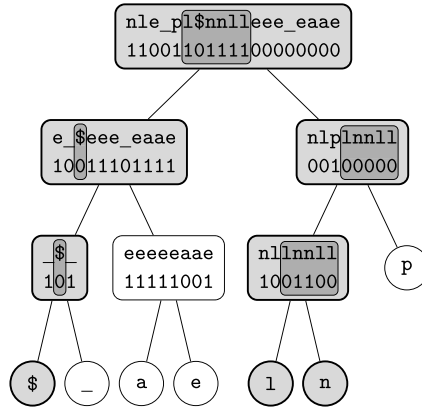 nle_pl$nnlleee_eaae
1100110111100000000
e_$eee_eaae
10011101111
nlplnnll
00100000
_$_
101
eeeeeaae
11111001
nllnnll
1001100
p
$
_
a
e
l
n